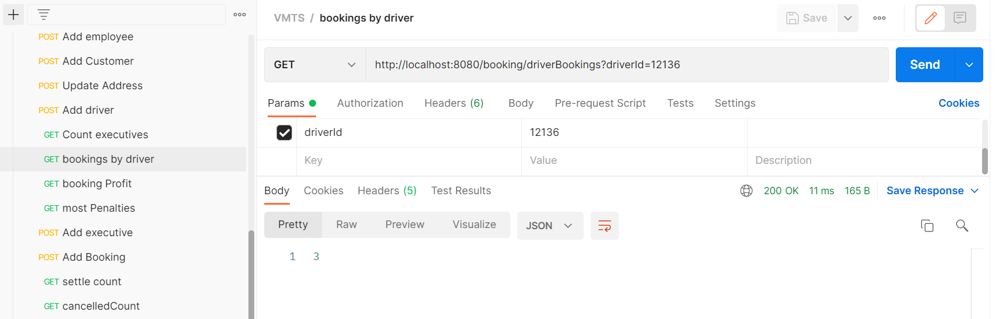 POST Add employee
POST Add Customer
POST Update Address
POST Add driver
GET Count executives
GET bookings by driver
GET booking Profit
GET most Penalties
POST Add executive
POST Add Booking
GET settle count
GET cancelledCount
VMTS / bookings by driver
Save
GET http://localhost:8080/booking/driverBookings?driverId=12136 Send
Params Authorization Headers (6) Body Pre-request Script Tests Settings Cookies
driverId 12136
Key Value Description
Body Cookies Headers (5) Test Results 200 OK 11 ms 165 B Save Response
Pretty Raw Preview Visualize JSON
1 3